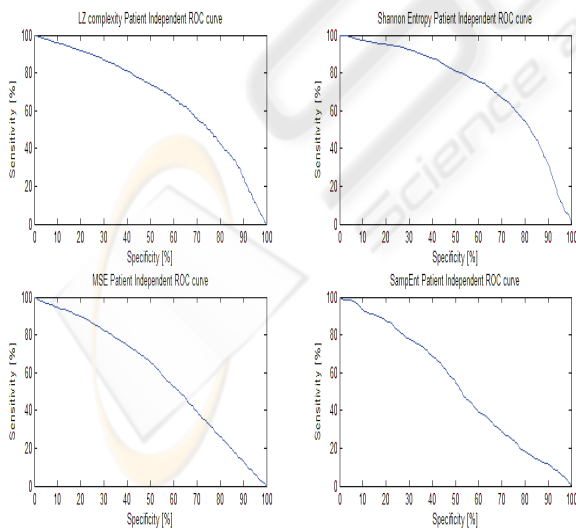 LZ complexity Patient Independent ROC curve
Shannon Entropy Patient Independent ROC curve
100
80
60
40
20
0
Sensitivity [%]
0 10 20 30 40 50 60 70 80 90 100
Specificity [%]
100
80
60
40
20
0
Sensitivity [%]
0 10 20 30 40 50 60 70 80 90 100
Specificity [%]
MSE Patient Independent ROC curve
SampEnt Patient Independent ROC curve
100
80
60
40
20
0
Sensitivity [%]
0 10 20 30 40 50 60 70 80 90 100
Specificity [%]
100
80
60
40
20
0
Sensitivity [%]
0 10 20 30 40 50 60 70 80 90 100
Specificity [%]
Science a